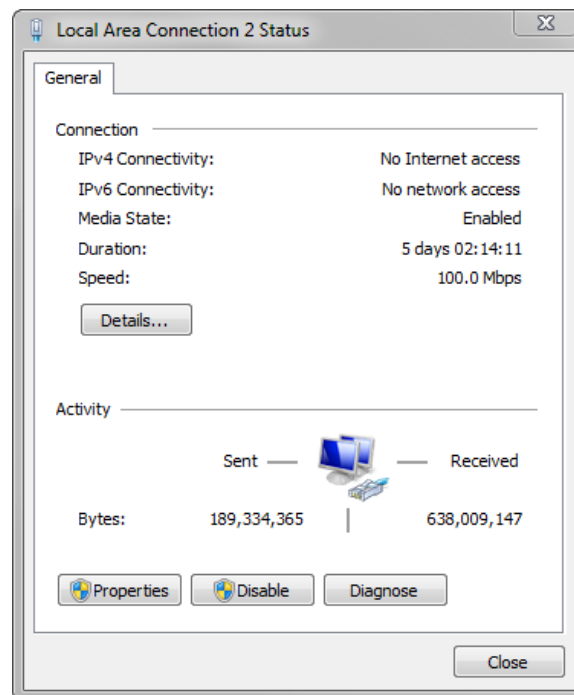 Local Area Connection 2 Status
General
Connection
IPv4 Connectivity: No Internet access
IPv6 Connectivity: No network access
Media State: Enabled
Duration: 5 days 02:14:11
Speed: 100.0 Mbps
Details...
Activity
Sent Received
Bytes: 189,334,365 638,009,147
Properties Disable Diagnose
Close